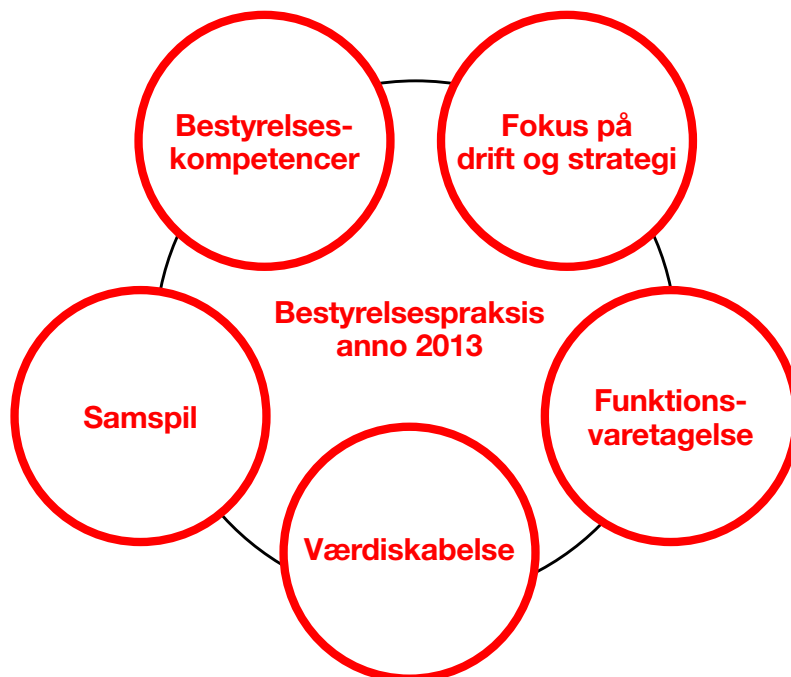 Bestyrelses-
kompetencer
Fokus på
drift og strategi
Bestyrelsespraksis
anno 2013
Samspil
Funktions-
varetagelse
Værdiskabelse